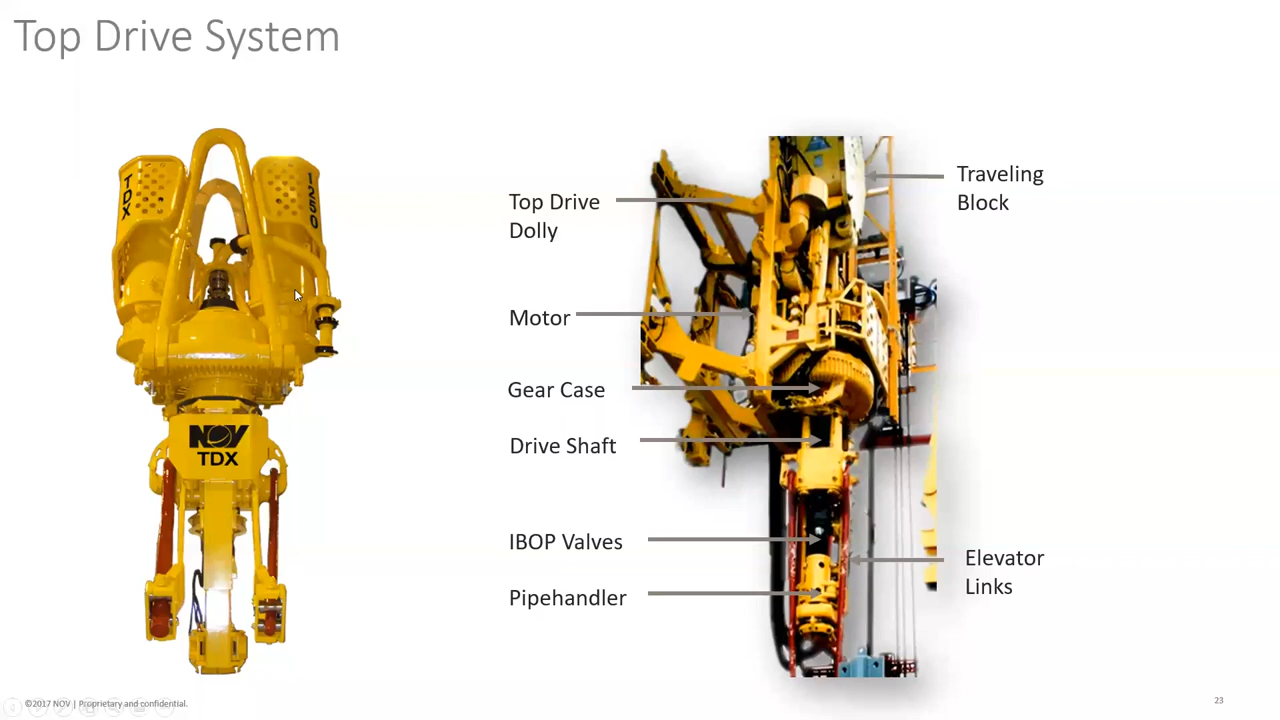 Top Drive System
TDX
1250
NOV
TDX
Top Drive
Dolly
Motor
Gear Case
Drive Shaft
IBOP Valves
Pipehandler
Traveling
Block
Elevator
Links
©2017 NOV | Proprietary and confidential.
23